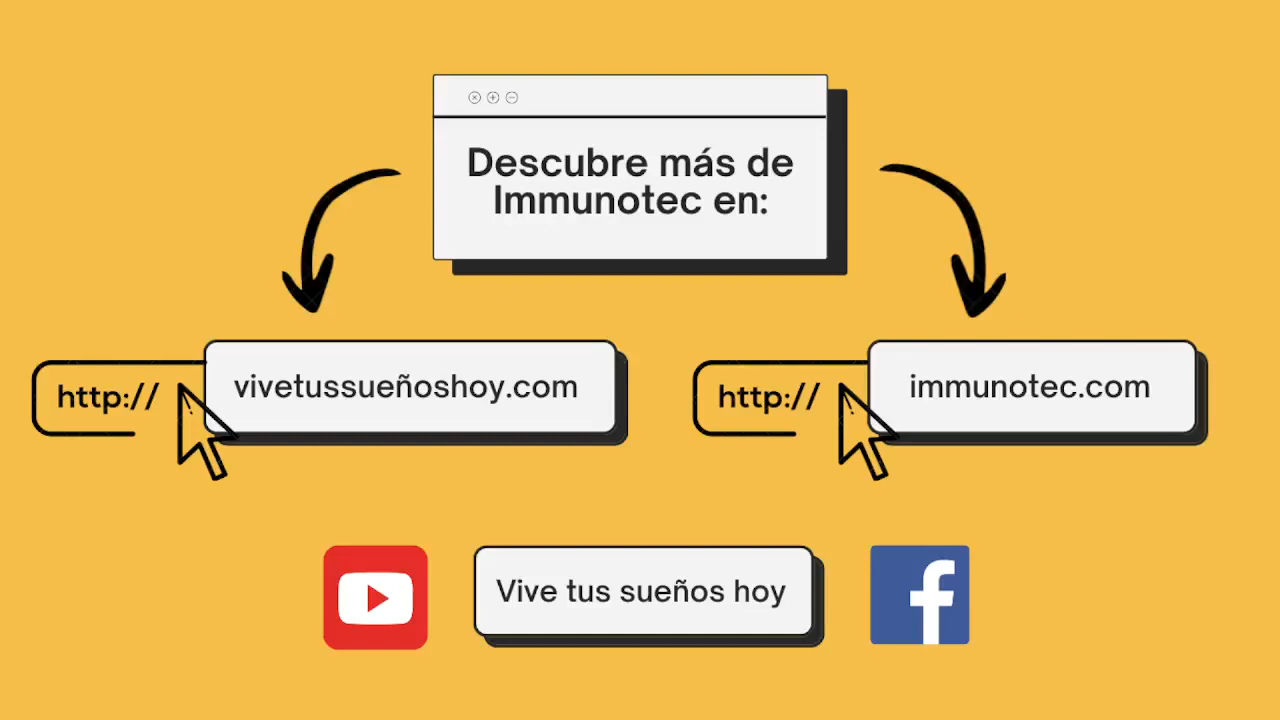 Descubre más de
Immunotec en:
http://
vivetussueñoshoy.com
http://
immunotec.com
Vive tus sueños hoy